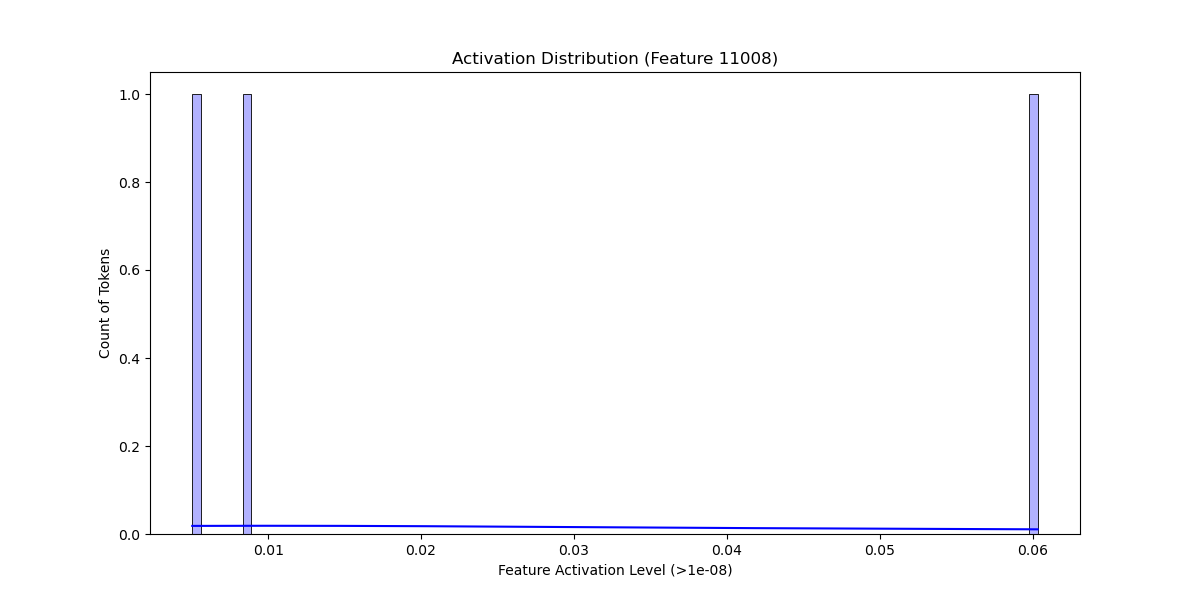 Activation Distribution (Feature 11008)
1.0
0.8
0.6
0.4
0.2
0.0
Count of Tokens
0.01 0.02 0.03 0.04 0.05 0.06
Feature Activation Level (>1e-08)